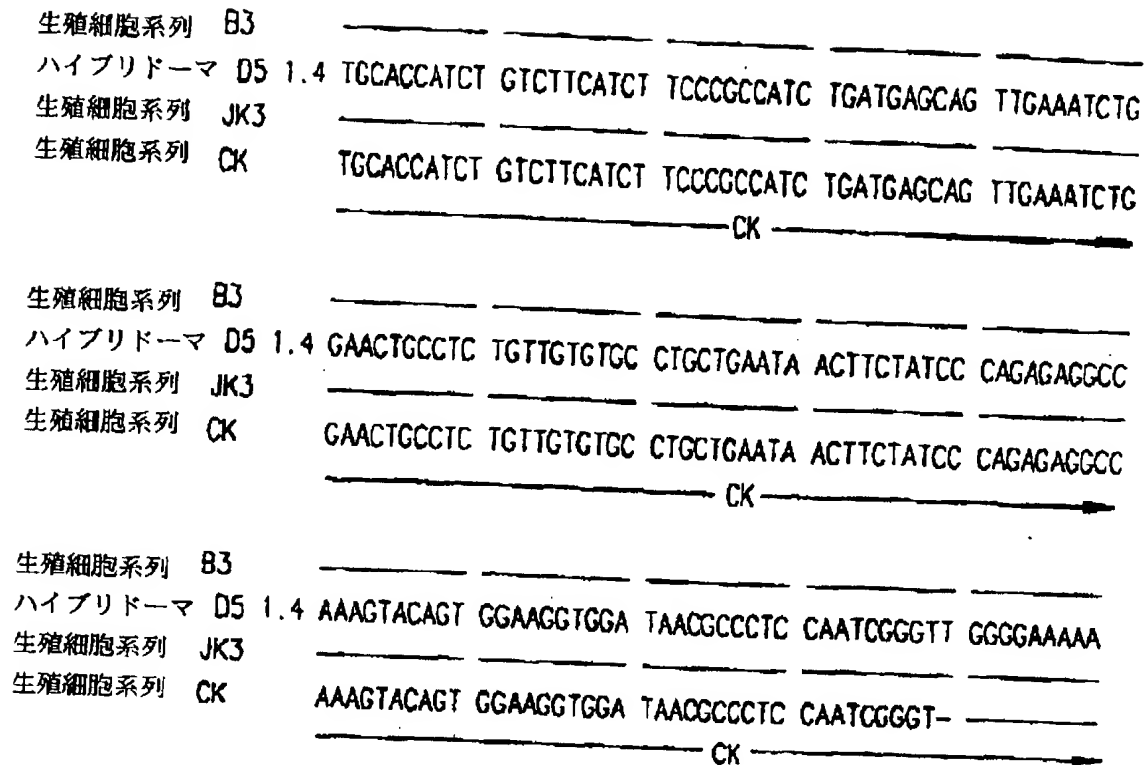 生殖細胞系列 B3 ---------- ---------- ---------- ---------- ----------
ハイブリドーマ D5 1.4 TGCACCATCT GTCTTCATCT TCCCGCCATC TGATGAGCAG TTGAAATCTG
生殖細胞系列 JK3 ---------- ---------- ---------- ---------- ----------
生殖細胞系列 CK TGCACCATCT GTCTTCATCT TCCCGCCATC TGATGAGCAG TTGAAATCTG
CK
生殖細胞系列 B3 ---------- ---------- ---------- ---------- ----------
ハイブリドーマ D5 1.4 GAACTGCCTC TGTTGTGTGC CTGCTGAATA ACTTCTATCC CAGAGAGGCC
生殖細胞系列 JK3 ---------- ---------- ---------- ---------- ----------
生殖細胞系列 CK GAACTGCCTC TGTTGTGTGC CTGCTGAATA ACTTCTATCC CAGAGAGGCC
CK
生殖細胞系列 B3 ---------- ---------- ---------- ---------- ----------
ハイブリドーマ D5 1.4 AAAGTACAGT GGAAGGTGGA TAACGCCCTC CAATCGGGTT GGGGAAAAA
生殖細胞系列 JK3 ---------- ---------- ---------- ---------- ----------
生殖細胞系列 CK AAAGTACAGT GGAAGGTGGA TAACGCCCTC CAATCGGGT- ----------
CK